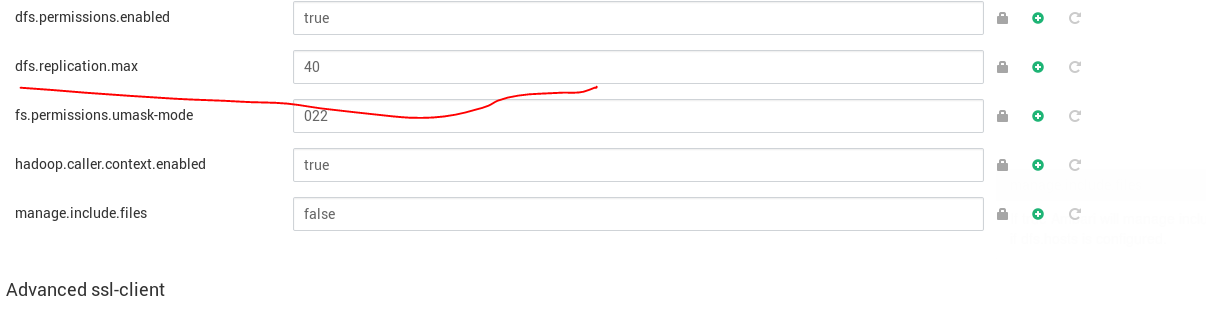 dfs.permissions.enabled true
dfs.replication.max 40
fs.permissions.umask-mode 022
hadoop.caller.context.enabled true
manage.include.files false
Advanced ssl-client